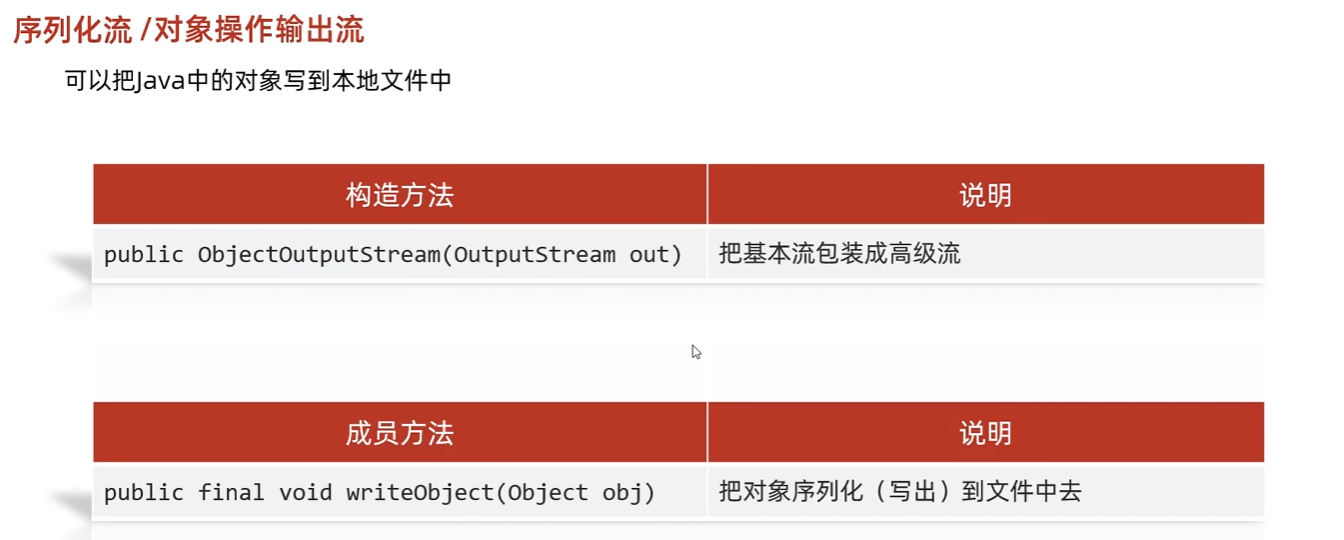 序列化流 /对象操作输出流
可以把Java中的对象写到本地文件中
构造方法 说明
public ObjectOutputStream(OutputStream out) 把基本流包装成高级流
成员方法 说明
public final void writeObject(Object obj) 把对象序列化（写出）到文件中去